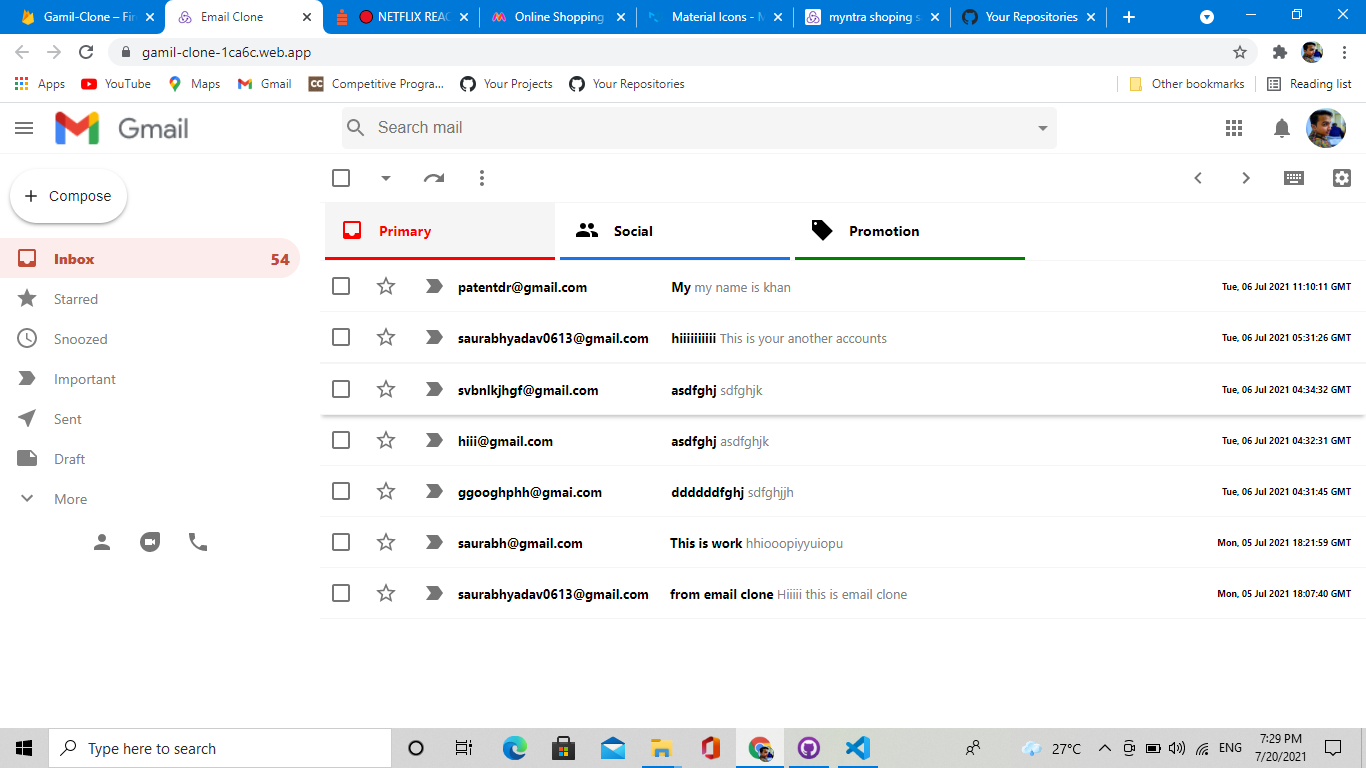 Gamil-Clone – Fir
Email Clone
NETFLIX REAC
Online Shopping
Material Icons - M
myntra shoping s
Your Repositories
gamil-clone-1ca6c.web.app
Apps
YouTube
Maps
Gmail
Competitive Progra...
Your Projects
Your Repositories
Other bookmarks
Reading list
Gmail
Search mail
Compose
Inbox 54
Starred
Snoozed
Important
Sent
Draft
More
Primary
Social
Promotion
patentdr@gmail.com My my name is khan Tue, 06 Jul 2021 11:10:11 GMT
saurabhyadav0613@gmail.com hiiiiiiiiii This is your another accounts Tue, 06 Jul 2021 05:31:26 GMT
svbnlkjhgf@gmail.com asdfghj sdfghjk Tue, 06 Jul 2021 04:34:32 GMT
hiii@gmail.com asdfghj asdfghjk Tue, 06 Jul 2021 04:32:31 GMT
ggooghphh@gmai.com ddddddfghj sdfghjjh Tue, 06 Jul 2021 04:31:45 GMT
saurabh@gmail.com This is work hhiooopiyyuiopu Mon, 05 Jul 2021 18:21:59 GMT
saurabhyadav0613@gmail.com from email clone Hiiiii this is email clone Mon, 05 Jul 2021 18:07:40 GMT
Type here to search
27°C
ENG
7:29 PM
7/20/2021